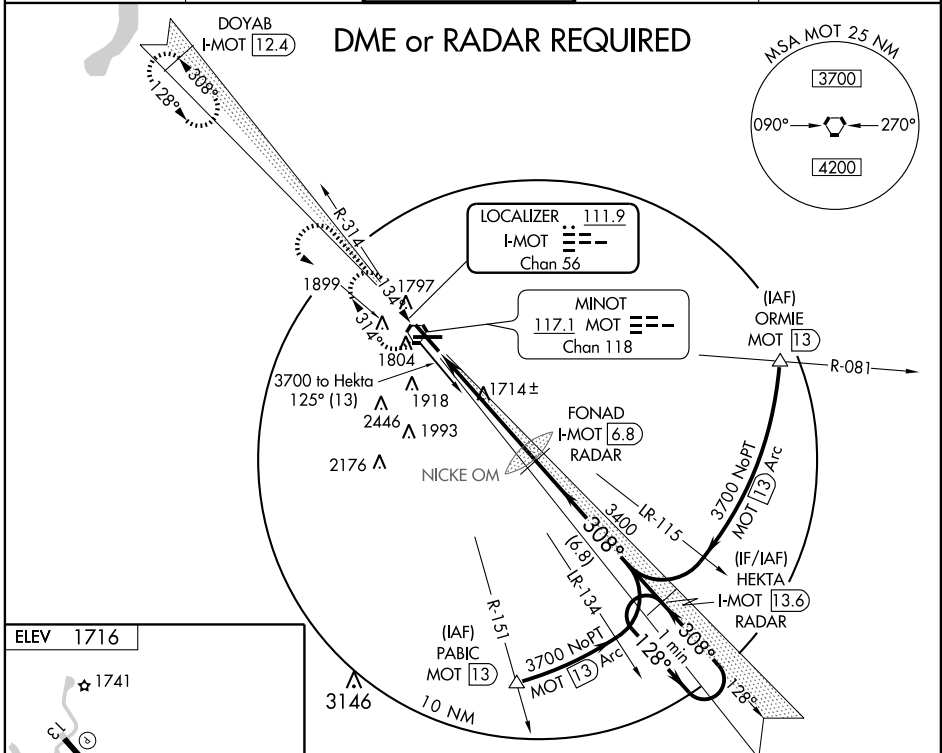 DOYAB
I-MOT 12.4
DME or RADAR REQUIRED
MSA MOT 25 NM
3700
090°
270°
4200
308°
128°
R-314
LOCALIZER 111.9
I-MOT
Chan 56
1899
134°
1797
314°
1804
MINOT
117.1 MOT
Chan 118
(IAF)
ORMIE
MOT 13
R-081
3700 to Hekta
125° (13)
1918
1714±
2446
1993
2176
FONAD
I-MOT 6.8
RADAR
NICKE OM
3700 NoPT
MOT 13 Arc
LR-115
3400
308°
(6.8)
LR-134
(IF/IAF)
HEKTA
I-MOT 13.6
RADAR
R-151
(IAF)
PABIC
MOT 13
3700 NoPT
MOT 13 Arc
1 min
308°
128°
128°
3146
10 NM
ELEV 1716
1741
13
P